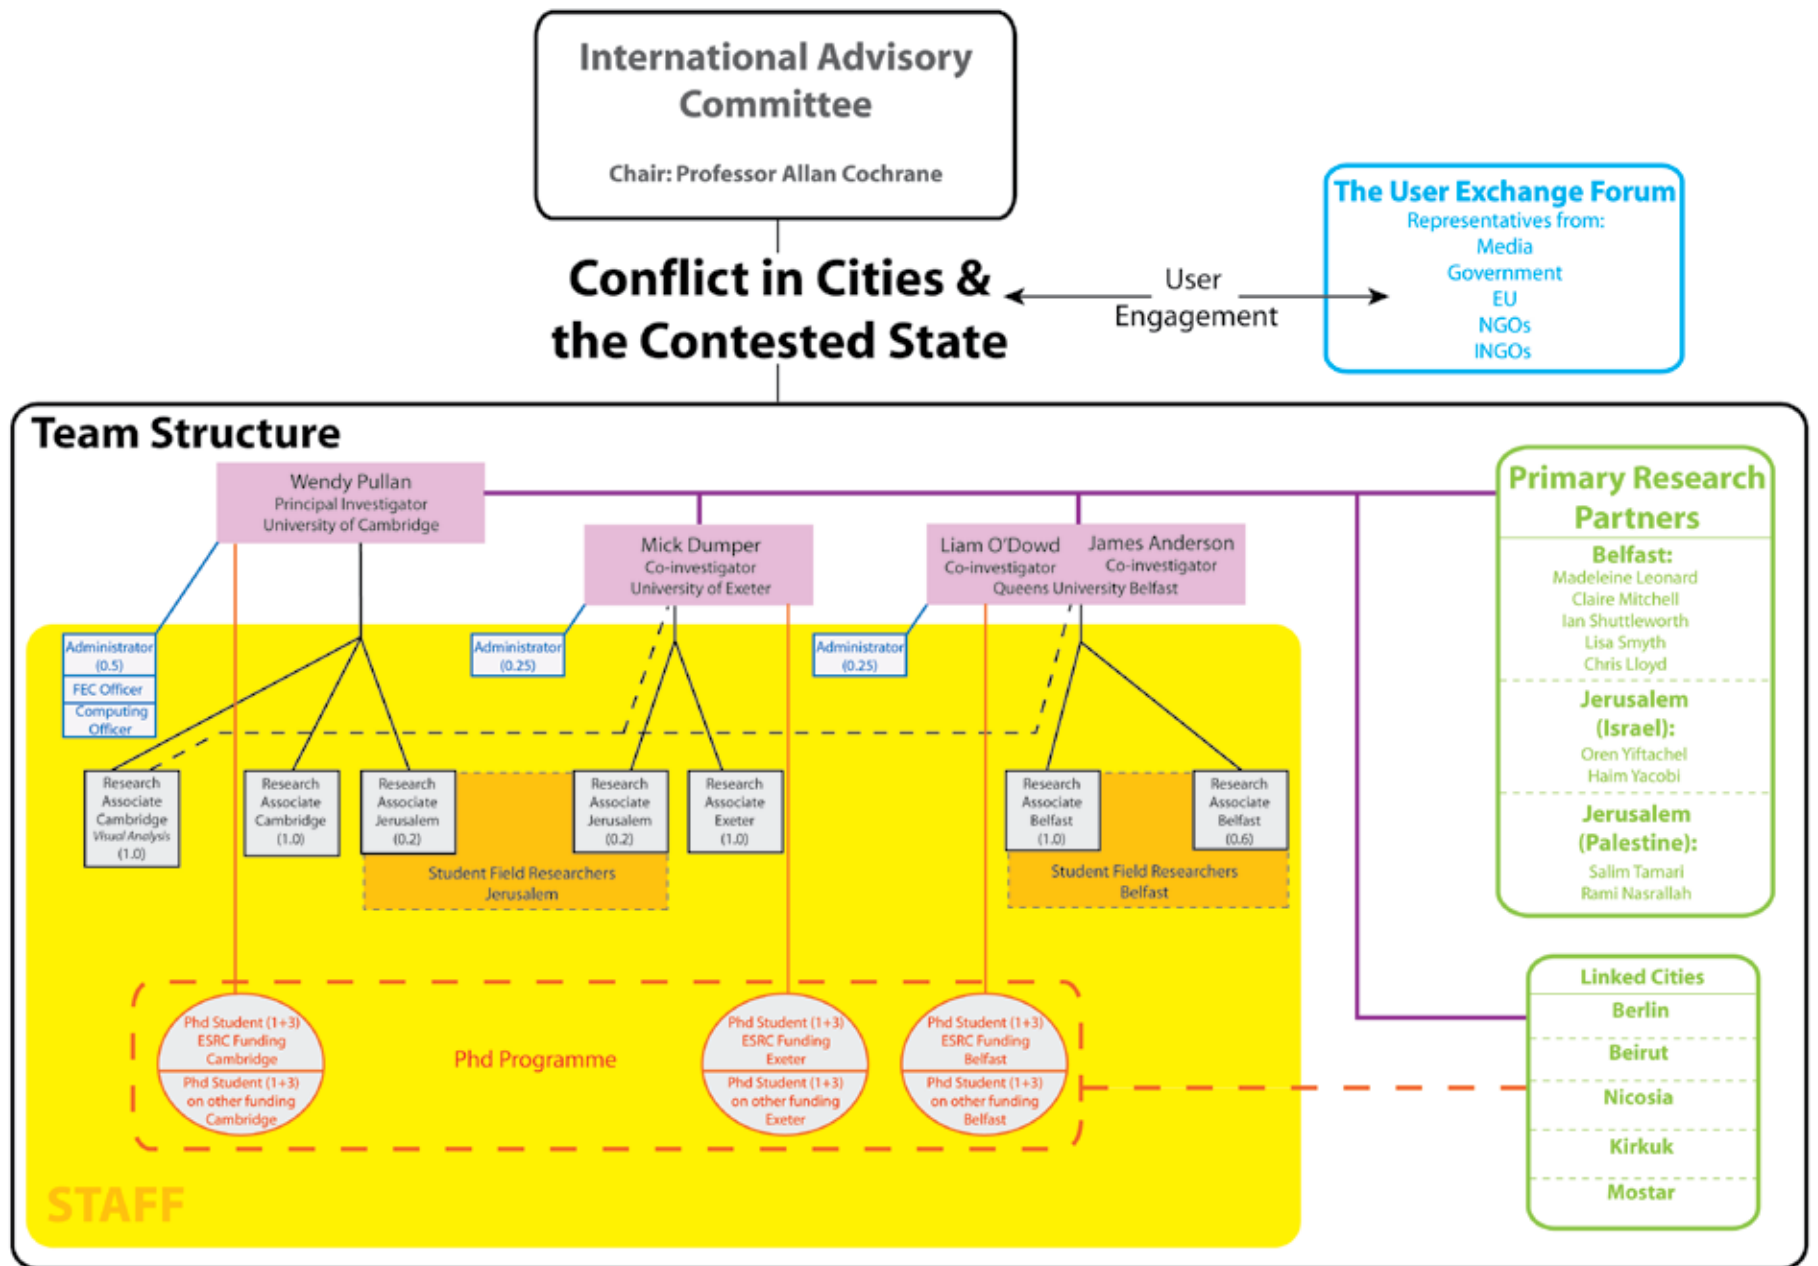 International Advisory
Committee
Chair: Professor Allan Cochrane
The User Exchange Forum
Representatives from:
Media
Government
EU
NGOs
INGOs
Conflict in Cities &
the Contested State
User
Engagement
Team Structure
Wendy Pullan
Principal Investigator
University of Cambridge
Mick Dumper
Co-investigator
University of Exeter
Liam O'Dowd
Co-investigator
James Anderson
Co-investigator
Queens University Belfast
Primary Research
Partners
Belfast:
Madeleine Leonard
Claire Mitchell
Ian Shuttleworth
Lisa Smyth
Chris Lloyd
Jerusalem
(Israel):
Oren Yiftachel
Haim Yacobi
Jerusalem
(Palestine):
Salim Tamari
Rami Nasrallah
Administrator
(0.5)
FEC Officer
Computing
Officer
Administrator
(0.25)
Administrator
(0.25)
Research
Associate
Cambridge
Visual Analysis
(1.0)
Research
Associate
Cambridge
(1.0)
Research
Associate
Jerusalem
(0.2)
Research
Associate
Jerusalem
(0.2)
Research
Associate
Exeter
(1.0)
Research
Associate
Belfast
(1.0)
Research
Associate
Belfast
(0.6)
Student Field Researchers
Jerusalem
Student Field Researchers
Belfast
Phd Student (1+3)
ESRC Funding
Cambridge
Phd Student (1+3)
on other funding
Cambridge
Phd Programme
Phd Student (1+3)
ESRC Funding
Exeter
Phd Student (1+3)
on other funding
Exeter
Phd Student (1+3)
ESRC Funding
Belfast
Phd Student (1+3)
on other funding
Belfast
Linked Cities
Berlin
Beirut
Nicosia
Kirkuk
Mostar
STAFF